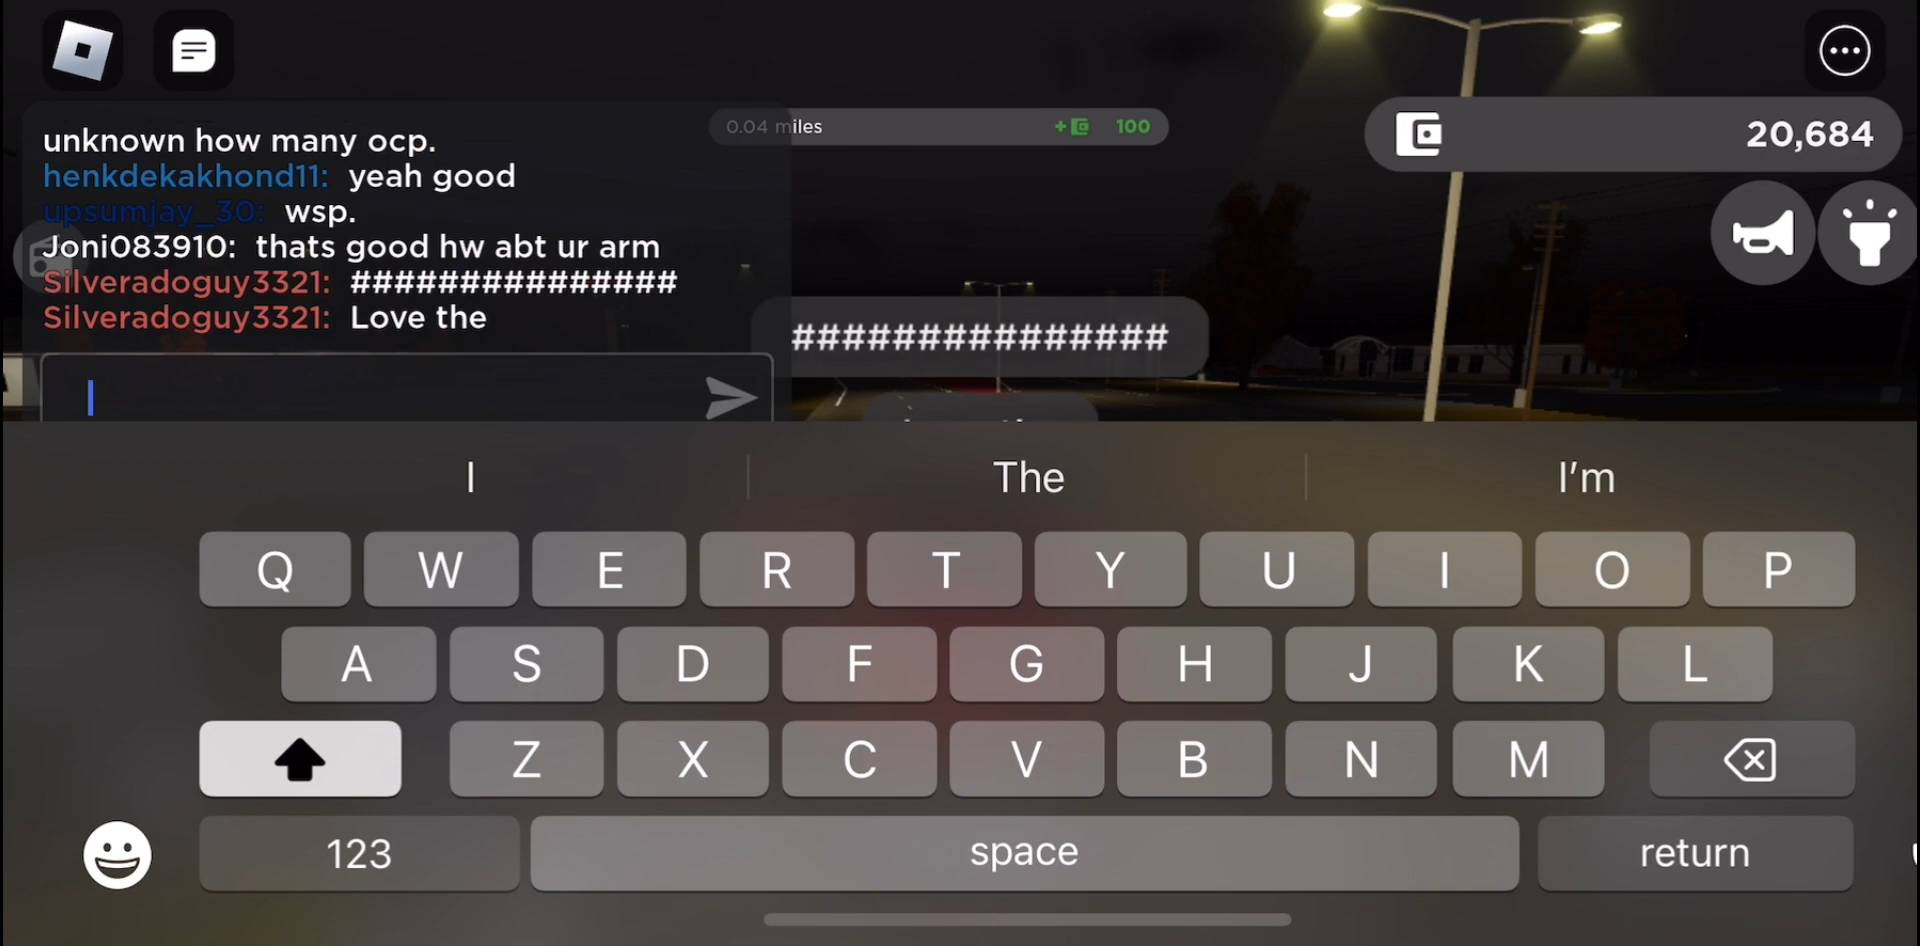 0.04 miles
100
20,684
unknown how many ocp.
henkdekakhond11: yeah good
upsumjay_30: wsp.
Joni083910: thats good hw abt ur arm
Silveradoguy3321: ###############
Silveradoguy3321: Love the
###############
I The I'm
Q W E R T Y U I O P
A S D F G H J K L
Z X C V B N M
123 space return